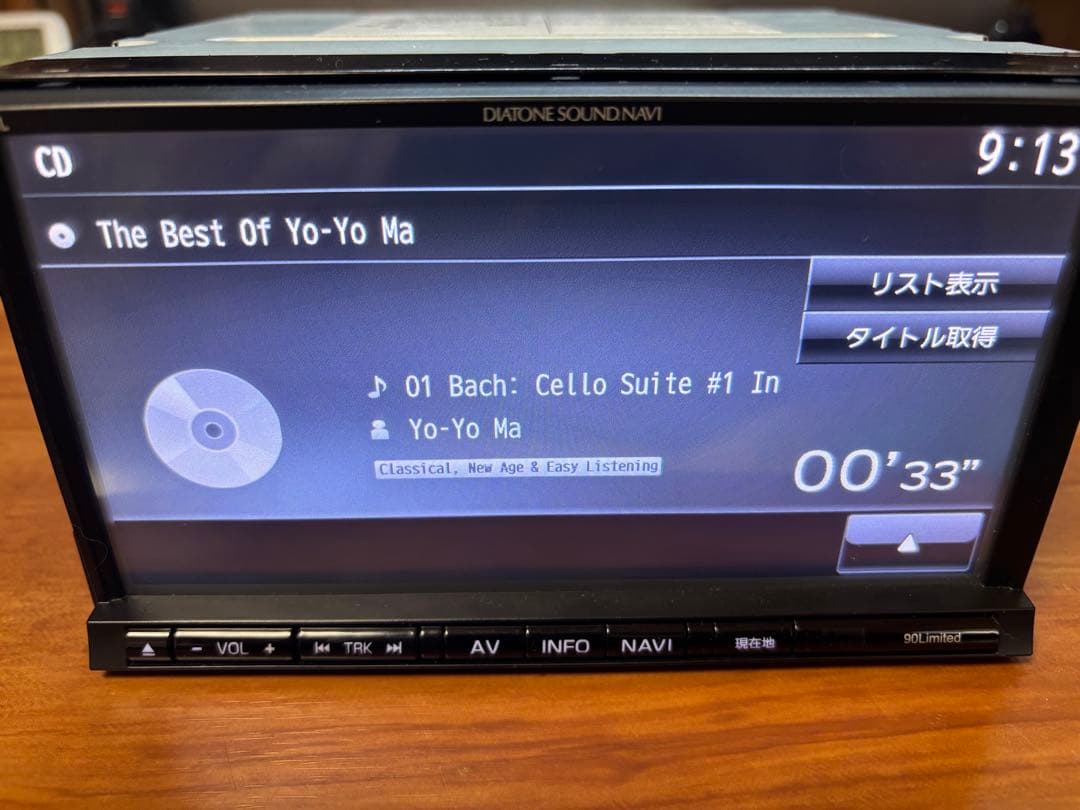 DIATONE SOUND.NAVI
CD
9:13
The Best Of Yo-Yo Ma
リスト表示
タイトル取得
01 Bach: Cello Suite #1 In
Yo-Yo Ma
Classical, New Age & Easy Listening
00'33"
- VOL +
TRK
AV
INFO
NAVI
現在地
90Limited